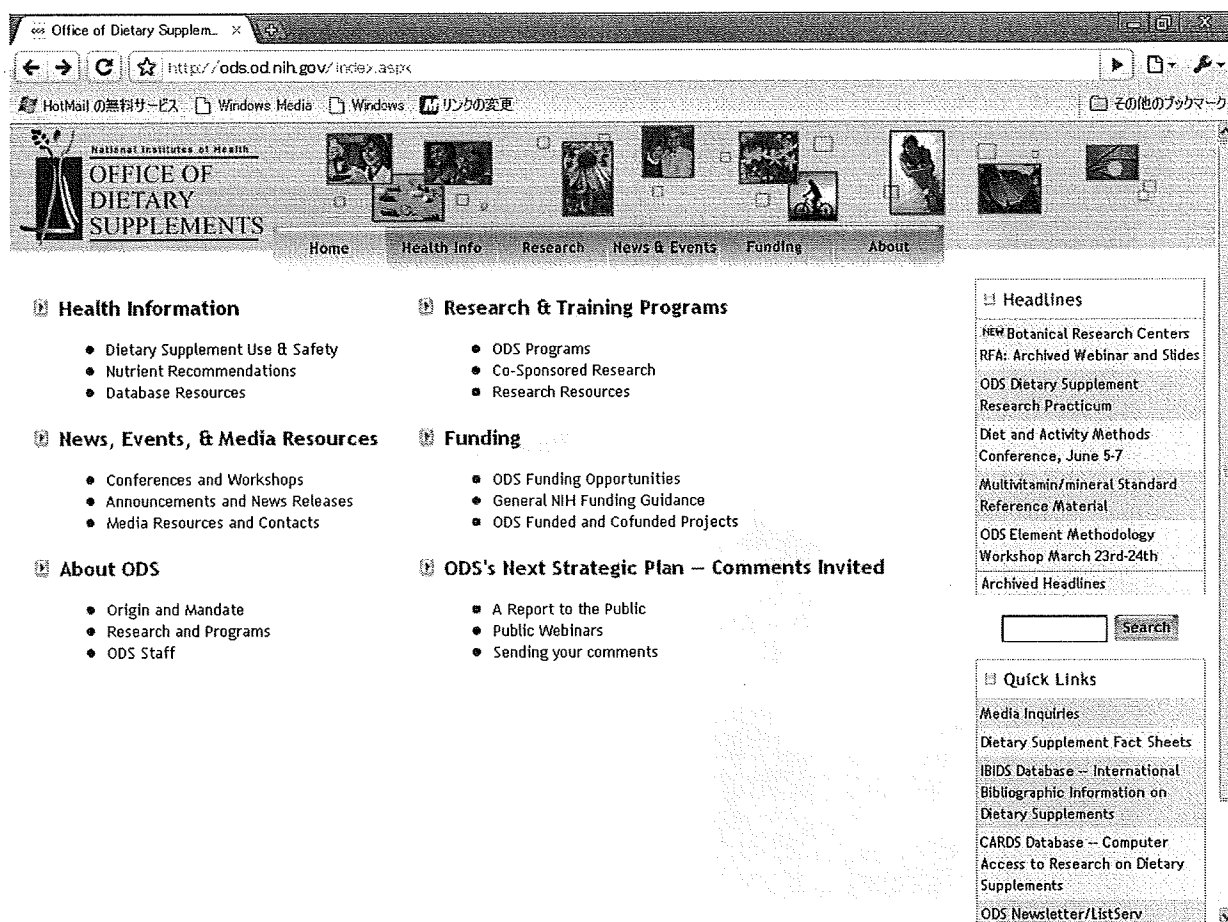 Office of Dietary Supplem...
http://ods.od.nih.gov/index.aspx
HotMail の無料サービス Windows Media Windows リンクの変更 その他のブックマーク
National Institutes of Health
OFFICE OF
DIETARY
SUPPLEMENTS
Home Health Info Research News & Events Funding About
Health Information
• Dietary Supplement Use & Safety
• Nutrient Recommendations
• Database Resources
Research & Training Programs
• ODS Programs
• Co-Sponsored Research
• Research Resources
News, Events, & Media Resources
• Conferences and Workshops
• Announcements and News Releases
• Media Resources and Contacts
Funding
• ODS Funding Opportunities
• General NIH Funding Guidance
• ODS Funded and Cofunded Projects
About ODS
• Origin and Mandate
• Research and Programs
• ODS Staff
ODS's Next Strategic Plan -- Comments Invited
• A Report to the Public
• Public Webinars
• Sending your comments
Headlines
NEW Botanical Research Centers
RFA: Archived Webinar and Slides
ODS Dietary Supplement
Research Practicum
Diet and Activity Methods
Conference, June 5-7
Multivitamin/mineral Standard
Reference Material
ODS Element Methodology
Workshop March 23rd-24th
Archived Headlines
Search
Quick Links
Media Inquiries
Dietary Supplement Fact Sheets
IBIDS Database -- International
Bibliographic Information on
Dietary Supplements
CARDS Database -- Computer
Access to Research on Dietary
Supplements
ODS Newsletter/ListServ